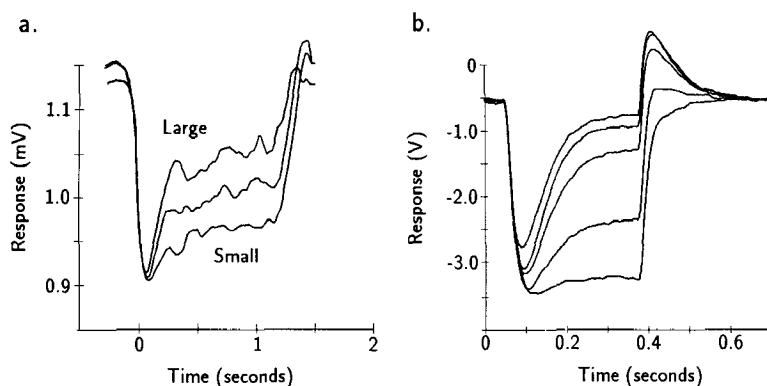 a.
Response (mV)
1.1
1.0
0.9
Large
Small
0
1
2
Time (seconds)
b.
Response (V)
0
-1.0
-2.0
-3.0
0
0.2
0.4
0.6
Time (seconds)